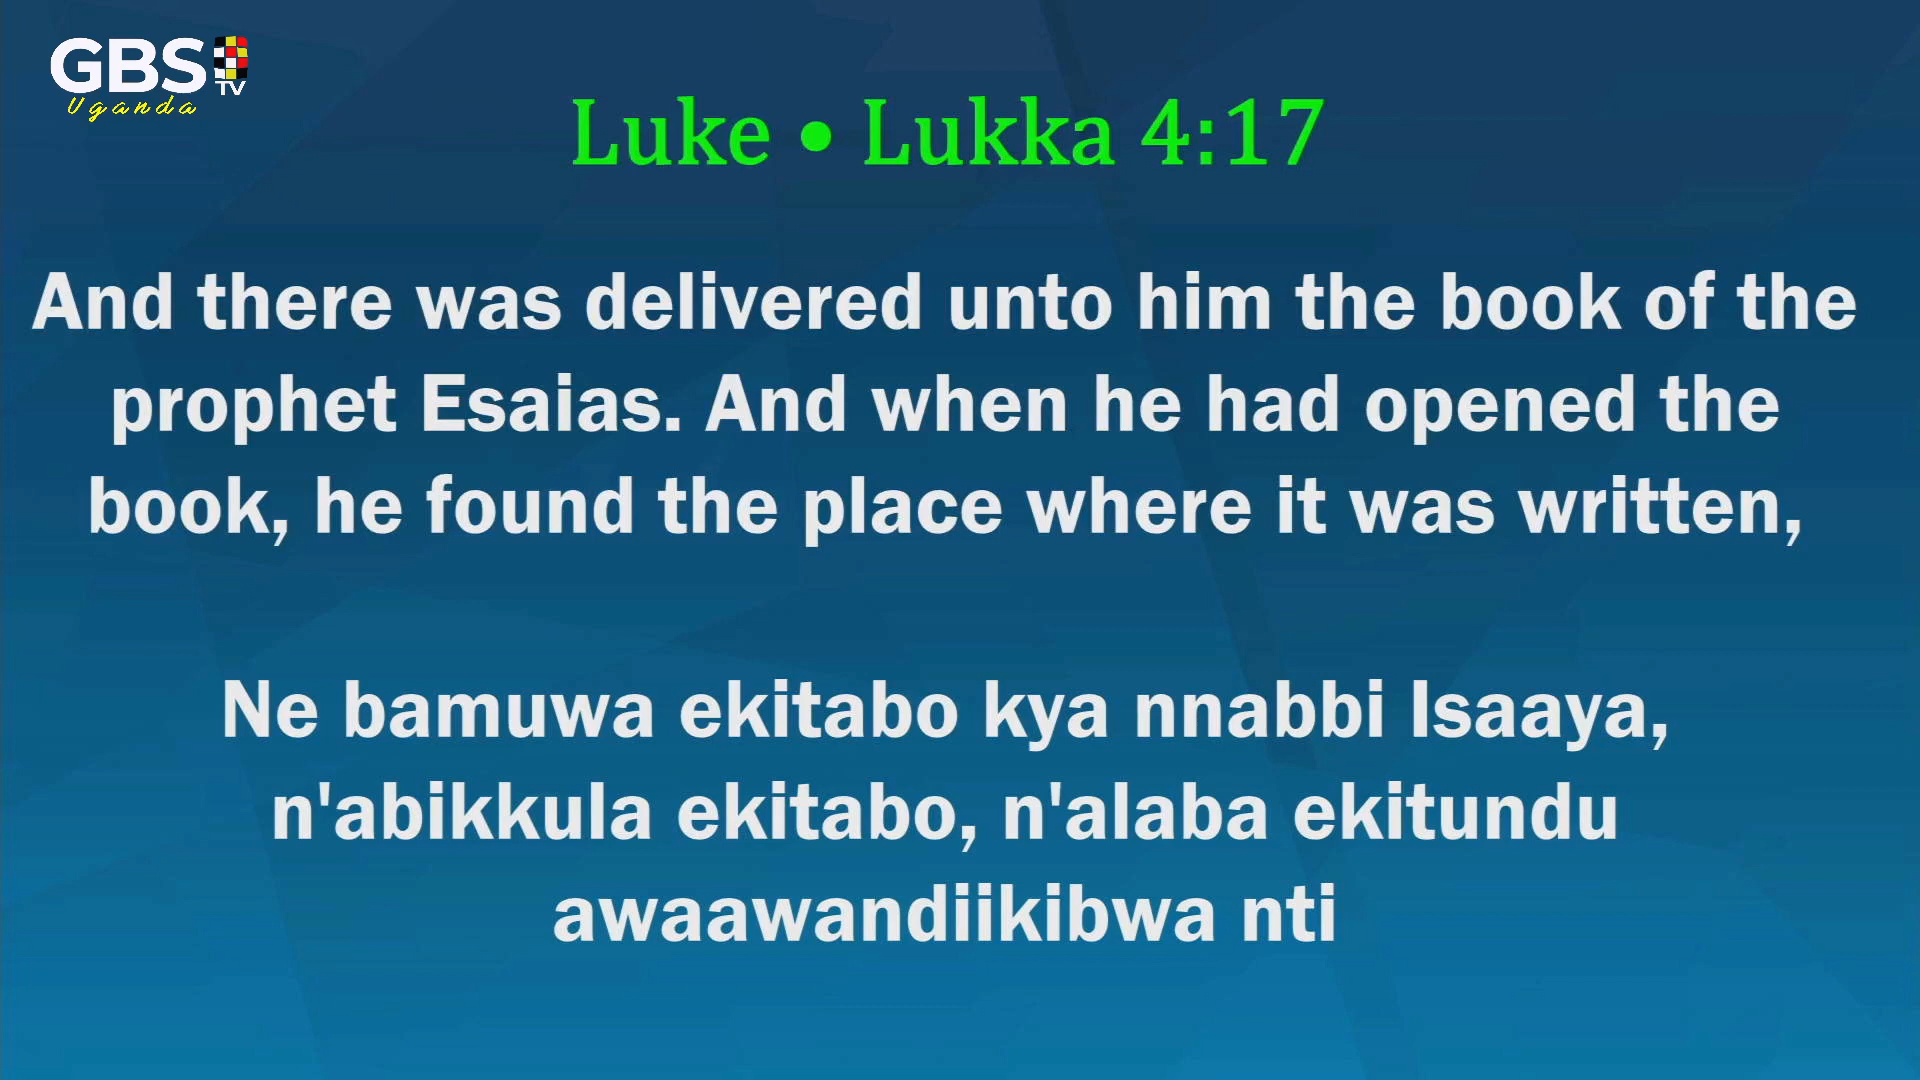 GBS TV
Uganda
Luke • Lukka 4:17
And there was delivered unto him the book of the
prophet Esaias. And when he had opened the
book, he found the place where it was written,
Ne bamuwa ekitabo kya nnabbi Isaaya,
n'abikkula ekitabo, n'alaba ekitundu
awaawandiikibwa nti